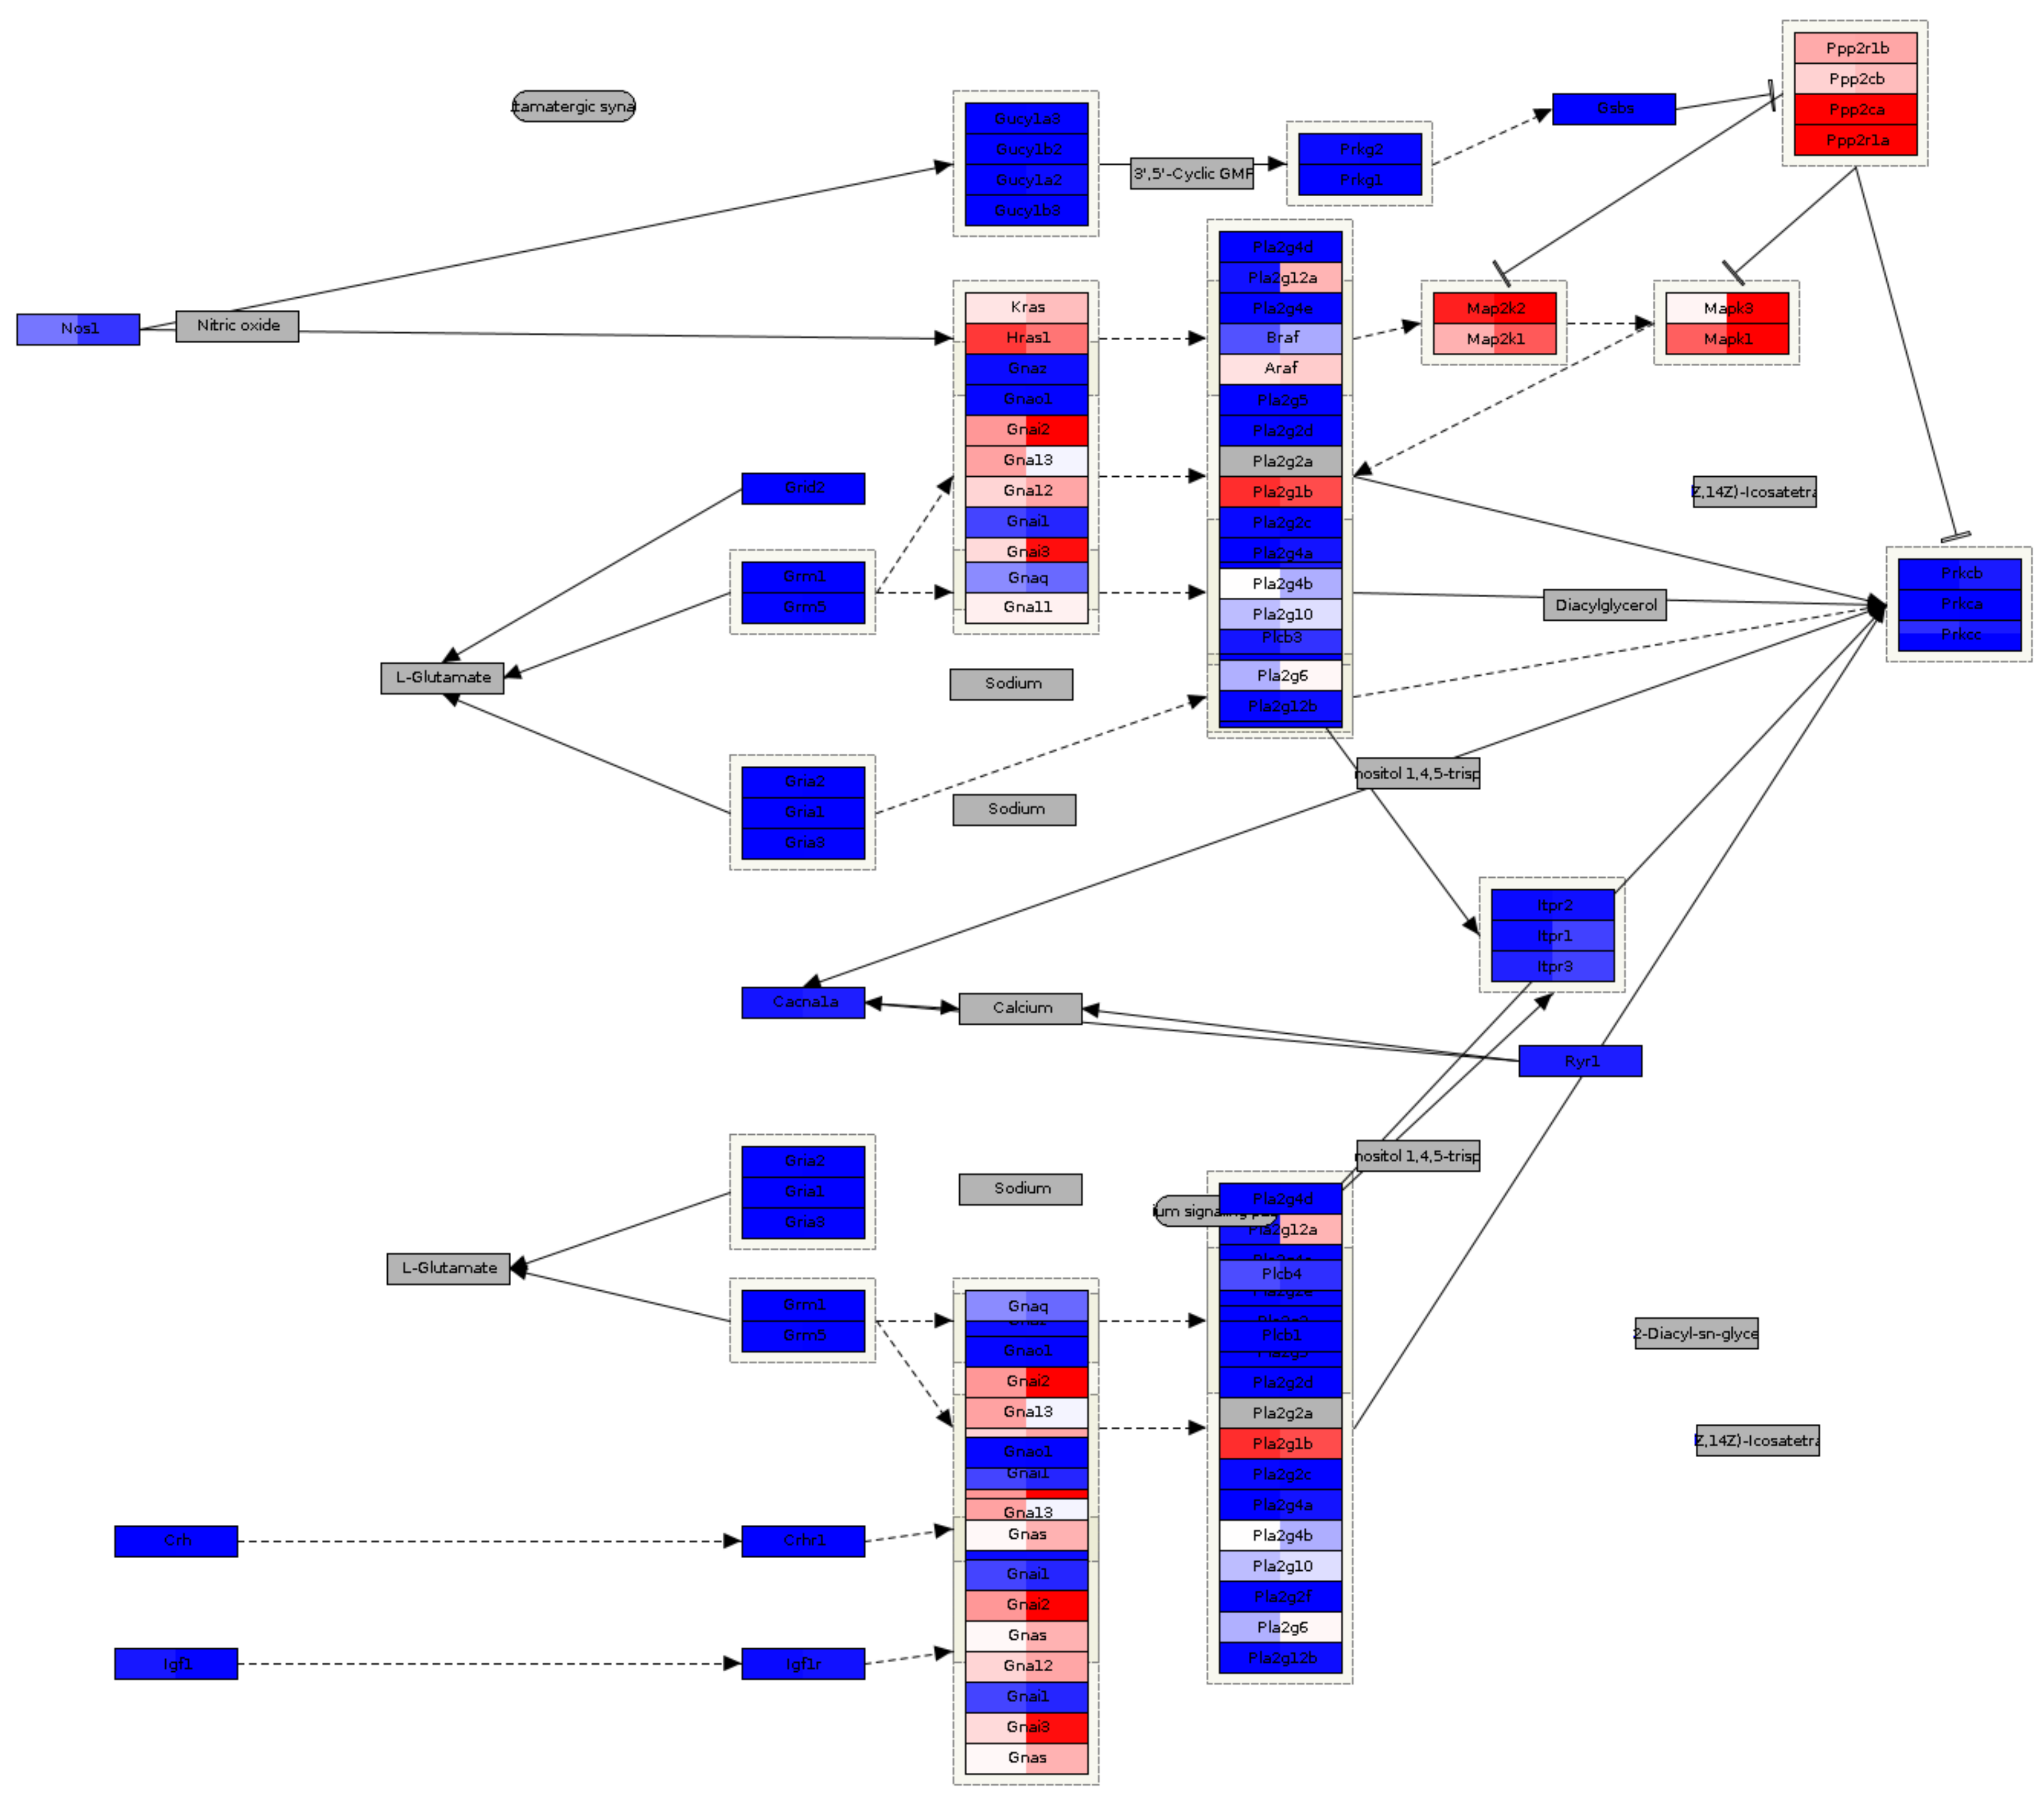 Ppp2r1b
Ppp2cb
Ppp2ca
Ppp2r1a
tamatergic syna
Gsbs
Gucy1a3
Gucy1b2
Gucy1a2
Gucy1b3
3',5'-Cyclic GMF
Prkg2
Prkg1
Nos1
Nitric oxide
Kras
Hras1
Gnaz
Gnao1
Gnai2
Gna13
Gna12
Gnai1
Gnai3
Gnaq
Gna11
Pla2g4d
Pla2g12a
Pla2g4e
Braf
Araf
Pla2g5
Pla2g2d
Pla2g2a
Pla2g1b
Pla2g2c
Pla2g4a
Pla2g4b
Pla2g10
Plcb3
Pla2g6
Pla2g12b
Map2k2
Map2k1
Mapk3
Mapk1
Grid2
Z,14Z)-Icosatetra
Grm1
Grm5
Diacylglycerol
Prkcb
Prkca
Prkcc
L-Glutamate
Sodium
Gria2
Gria1
Gria3
nositol 1,4,5-trisp
Sodium
Itpr2
Itpr1
Itpr3
Cacna1a
Calcium
Ryr1
Gria2
Gria1
Gria3
Sodium
nositol 1,4,5-trisp
Pla2g4d
Pla2g12a
Plcb4
Plcb1
Pla2g2d
Pla2g2a
Pla2g1b
Pla2g2c
Pla2g4a
Pla2g4b
Pla2g10
Pla2g2f
Pla2g6
Pla2g12b
L-Glutamate
Grm1
Grm5
Gnaq
Gnao1
Gnai2
Gna13
Gnao1
Gnai1
Gna13
Gnas
Gnai1
Gnai2
Gnas
Gna12
Gnai1
Gnai3
Gnas
2-Diacyl-sn-glyce
Z,14Z)-Icosatetra
Crh
Crhr1
Igf1
Igf1r